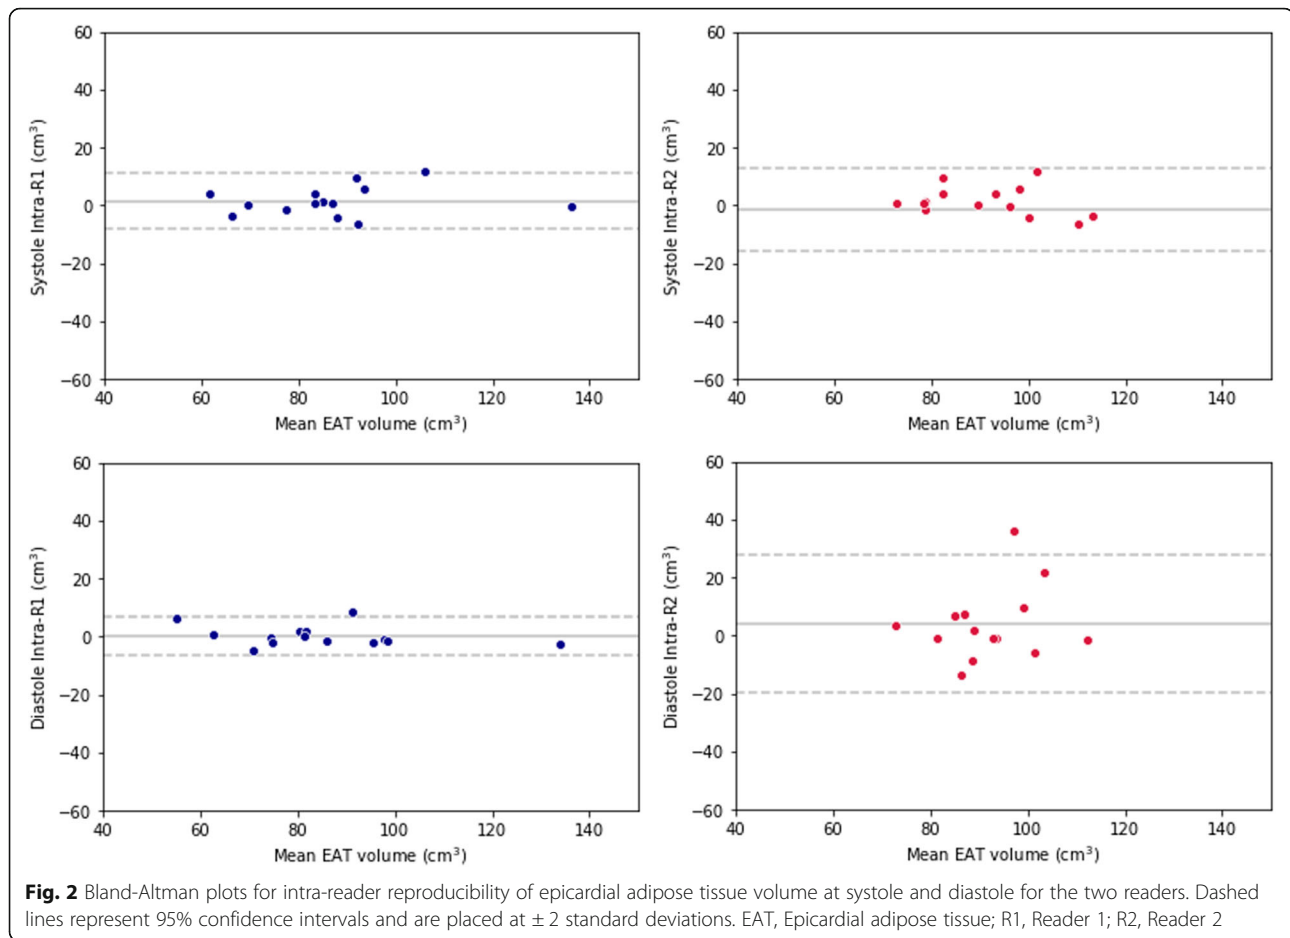 60
40
20
0
−20
−40
−60
40 60 80 100 120 140
Systole Intra-R1 (cm³)
Mean EAT volume (cm³)
60
40
20
0
−20
−40
−60
40 60 80 100 120 140
Systole Intra-R2 (cm³)
Mean EAT volume (cm³)
60
40
20
0
−20
−40
−60
40 60 80 100 120 140
Diastole Intra-R1 (cm³)
Mean EAT volume (cm³)
60
40
20
0
−20
−40
−60
40 60 80 100 120 140
Diastole Intra-R2 (cm³)
Mean EAT volume (cm³)
Fig. 2 Bland-Altman plots for intra-reader reproducibility of epicardial adipose tissue volume at systole and diastole for the two readers. Dashed
lines represent 95% confidence intervals and are placed at ± 2 standard deviations. EAT, Epicardial adipose tissue; R1, Reader 1; R2, Reader 2